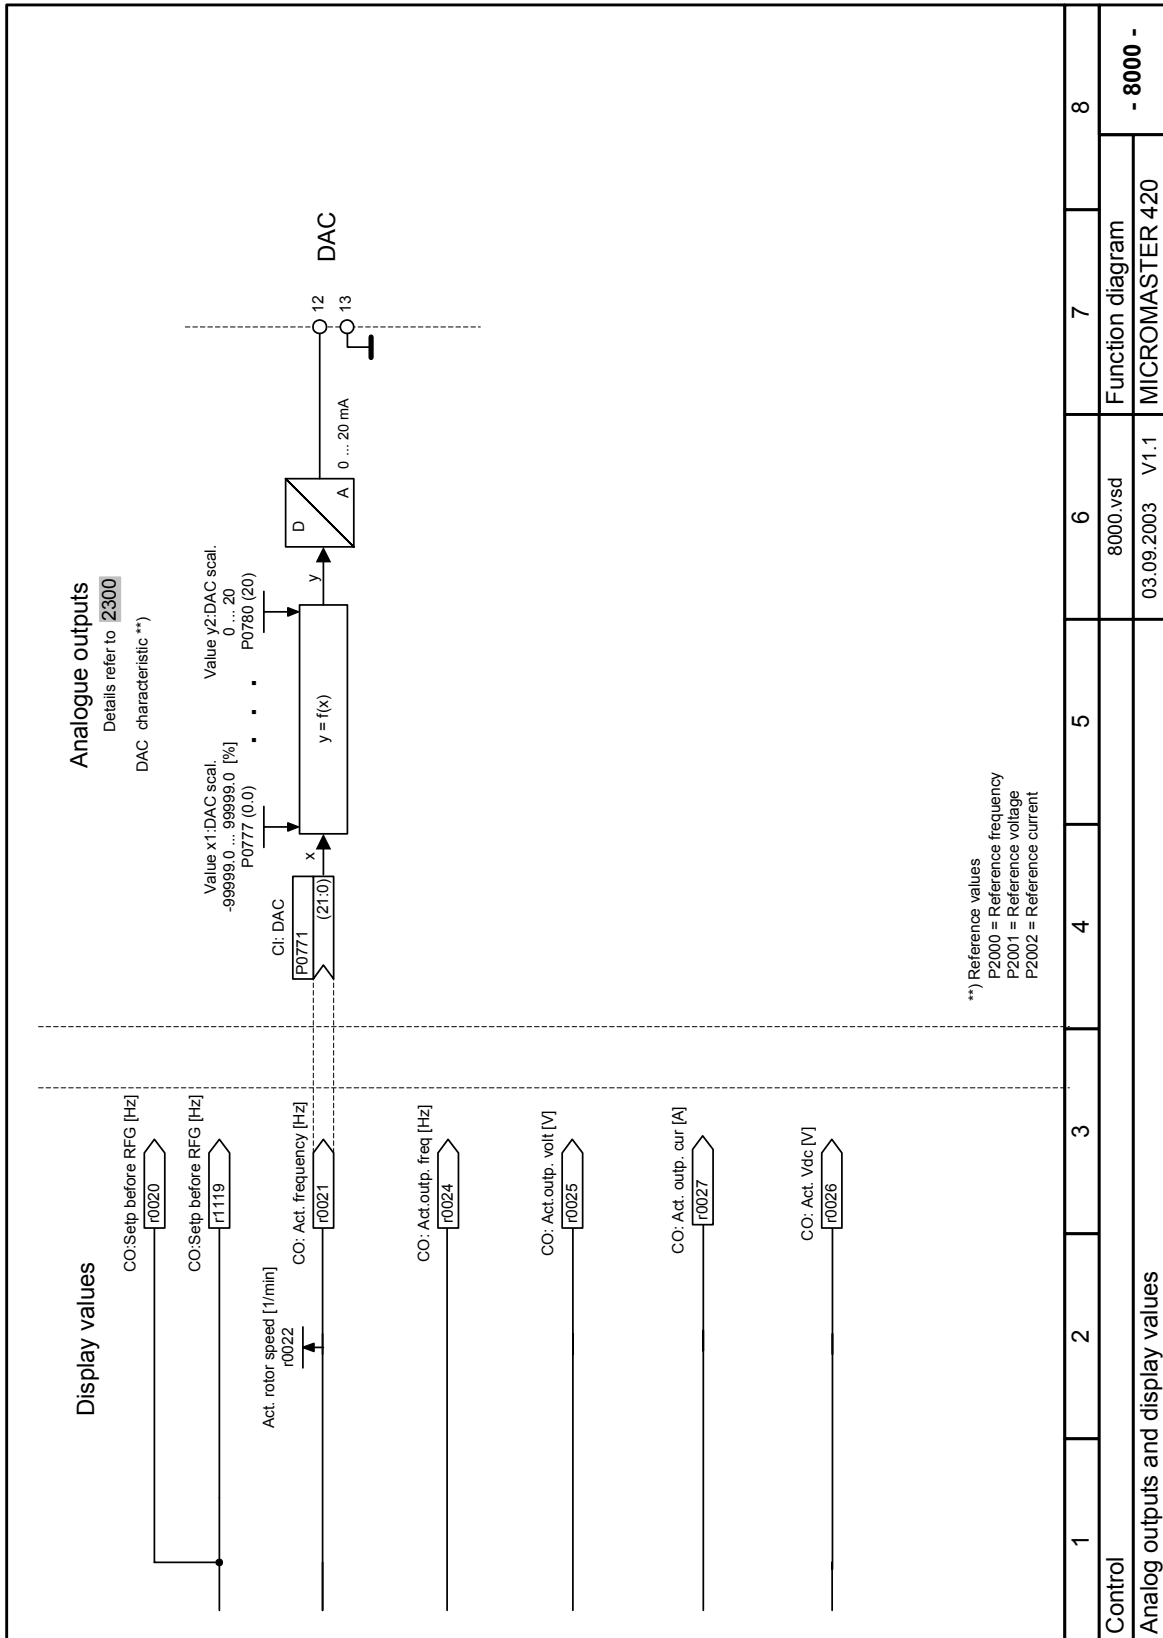 Display values
CO:Setp before RFG [Hz]
r0020
CO:Setp before RFG [Hz]
r1119
Act. rotor speed [1/min]
r0022
CO: Act. frequency [Hz]
r0021
CO: Act.outp. freq [Hz]
r0024
CO: Act.outp. volt [V]
r0025
CO: Act. outp. cur [A]
r0027
CO: Act. Vdc [V]
r0026
Analogue outputs
Details refer to 2300
DAC characteristic **)
Value x1:DAC scal.
-99999.0 ... 99999.0 [%]
P0777 (0.0)
. . .
Value y2:DAC scal.
0 ... 20
P0780 (20)
CI: DAC
P0771
(21:0)
x
y = f(x)
y
D
A
0 ... 20 mA
12
13
DAC
**) Reference values
P2000 = Reference frequency
P2001 = Reference voltage
P2002 = Reference current
1 2 3 4 5 6 7 8
Control
8000.vsd
Function diagram
- 8000 -
Analog outputs and display values
03.09.2003 V1.1
MICROMASTER 420